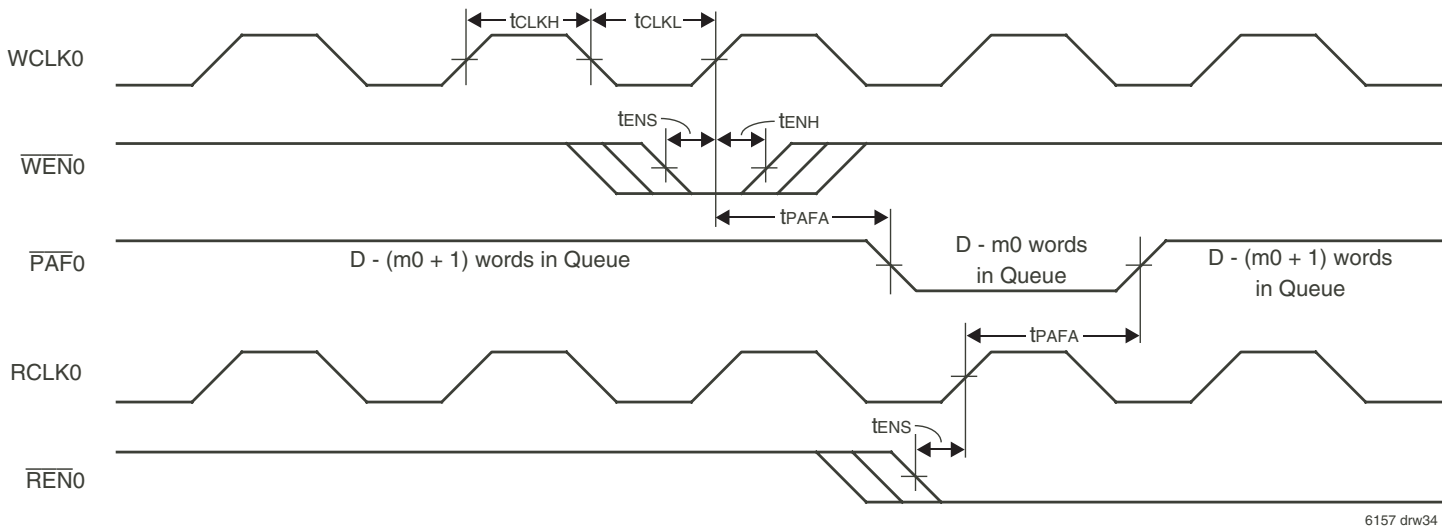 tCLKH tCLKL
WCLK0
tENS tENH
WEN0
tPAFA
PAF0 D - (m0 + 1) words in Queue D - m0 words
in Queue D - (m0 + 1) words
in Queue
tPAFA
RCLK0
tENS
REN0
6157 drw34